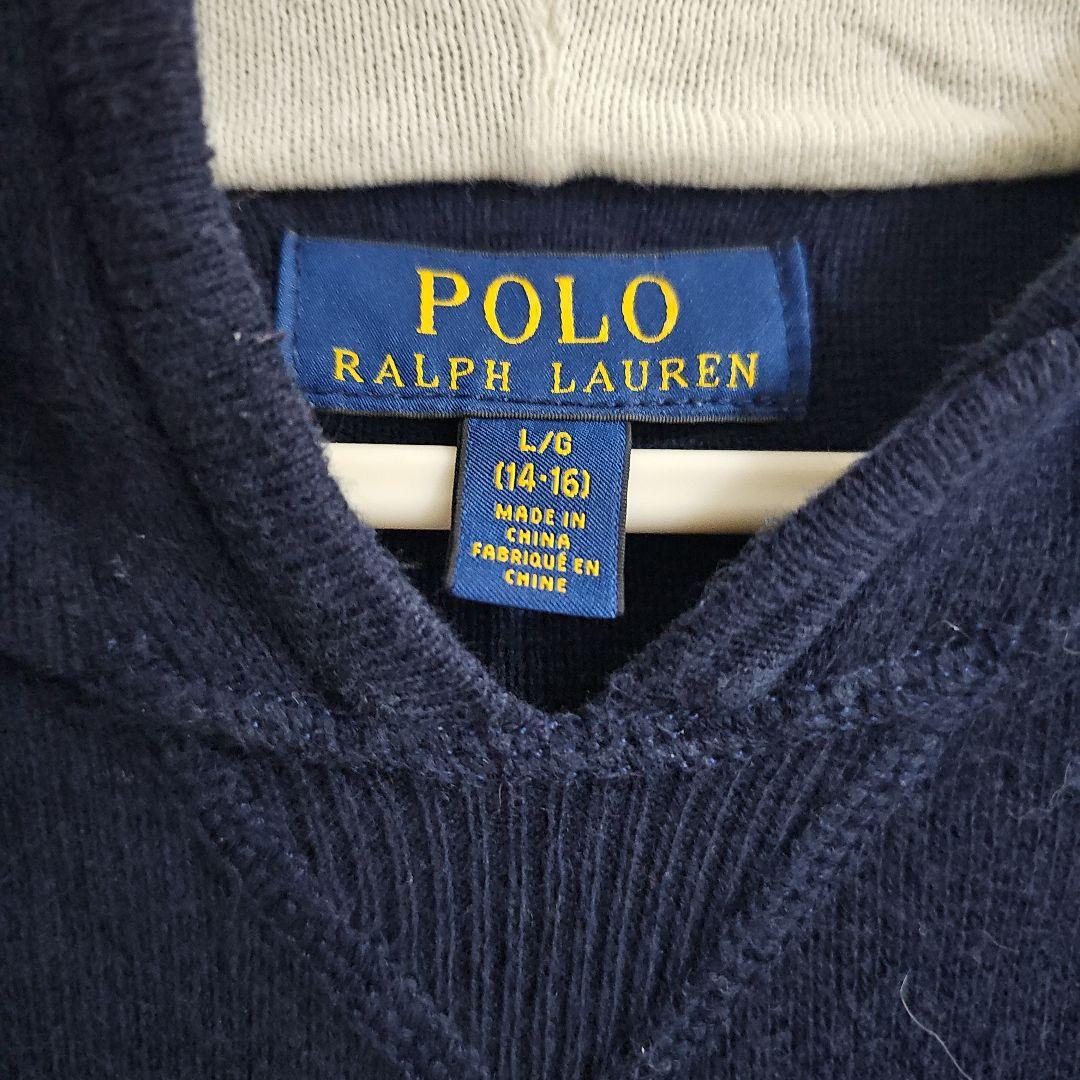 POLO
RALPH LAUREN
L/G
(14-16)
MADE IN
CHINA
FABRIQUÉ EN
CHINE